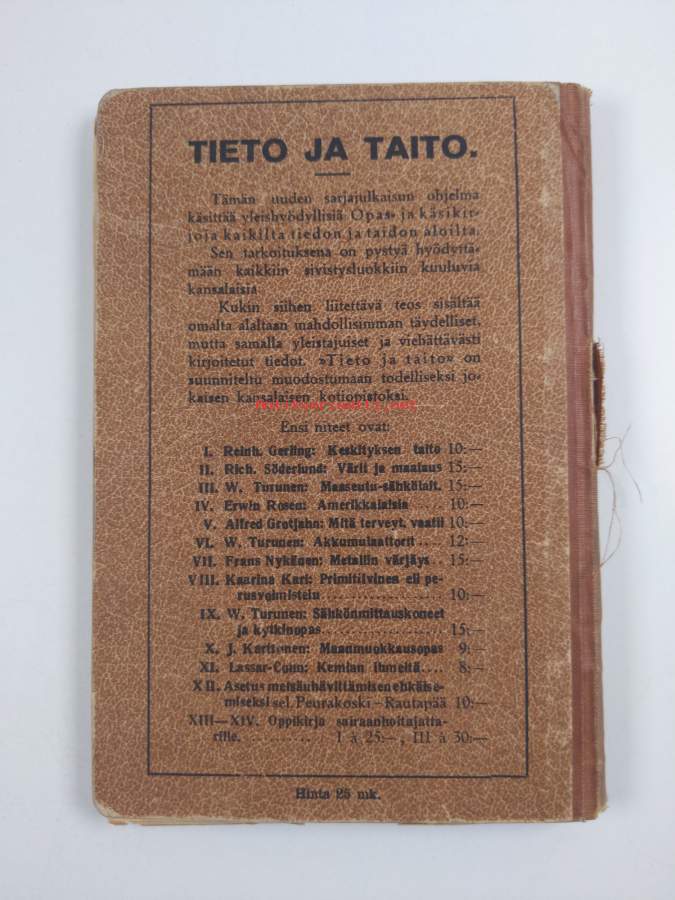 TIETO JA TAITO.
Tämän uuden sarjajulkaisun ohjelma
käsittää yleishyödyllisiä Opas- ja käsikir-
joja kaikilta tiedon ja taidon aloilta.
Sen tarkoituksena on pystyä hyödyttä-
mään kaikkiin sivistysluokkiin kuuluvia
kansalaisia.
Kukin siihen liitettävä teos sisältää
omalta alaltaan mahdollisimman täydelliset,
mutta samalla yleistajuiset ja viehättävästi
kirjoitetut tiedot. »Tieto ja taito» on
suunniteltu muodostumaan todelliseksi jo-
kaisen kansalaisen kotiopistoksi.
Ensi niteet ovat:
I. Reinh. Gerling: Keskityksen taito 10:—
II. Rich. Söderlund: Värit ja maalaus 15:—
III. W. Turunen: Maaseutu-sähkölait. 15:—
IV. Erwin Rosen: Amerikkalaisia .... 10:—
V. Alfred Grotjahn: Mitä terveyt. vaatii 10:—
VI. W. Turunen: Akkumulaattorit .... 12:—
VII. Frans Nykänen: Metallin värjäys.. 15:—
VIII. Kaarina Kari: Primitiivinen eli pe-
rusvoimistelu .................. 10:—
IX. W. Turunen: Sähkönmittauskoneet
ja kytkinopas .................. 15:—
X. J. Karttonen: Maanmuokkausopas 9:—
XI. Lassar-Cohn: Kemian ihmeitä .... 8:—
XII. Asetus metsänhävittämisen ehkäise-
miseksi sel. Peurakoski—Rautapää 10:—
XIII—XIV. Oppikirja sairaanhoitajatta-
rille. .......... I à 25:—, III à 30:—
Hinta 25 mk.